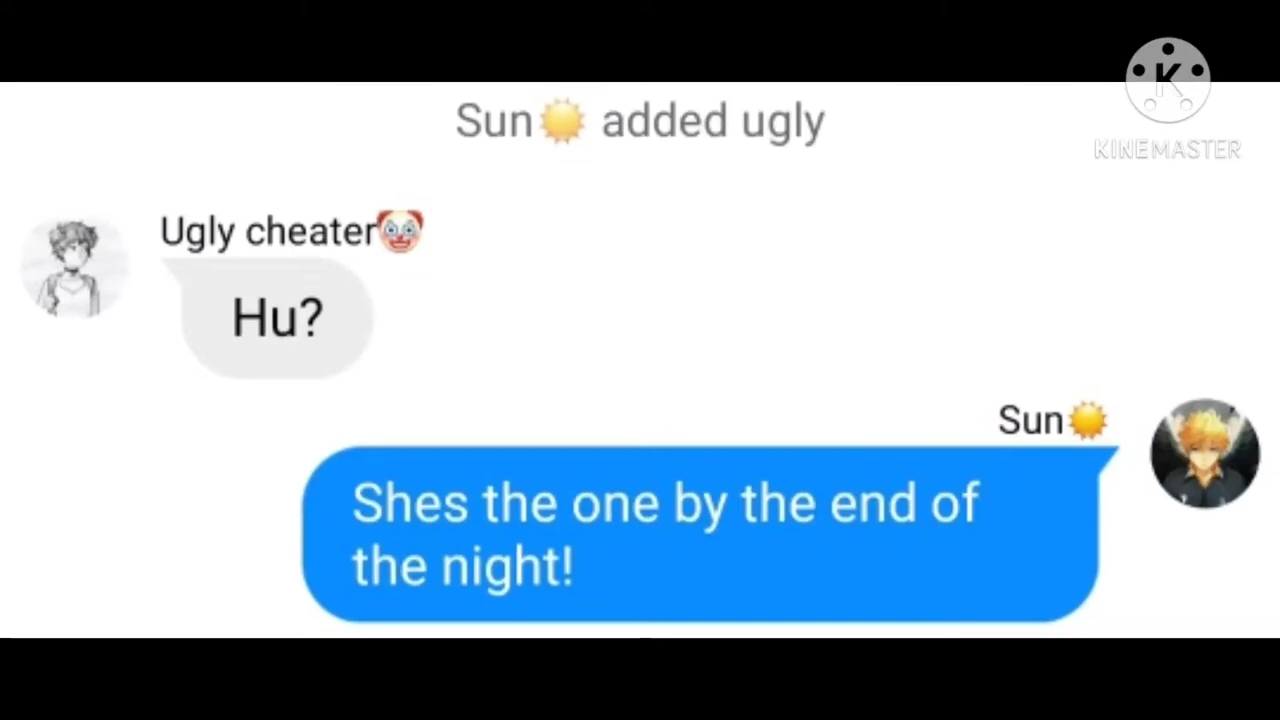 K
KINEMASTER
Sun☀️ added ugly
Ugly cheater🤡
Hu?
Sun☀️
Shes the one by the end of
the night!